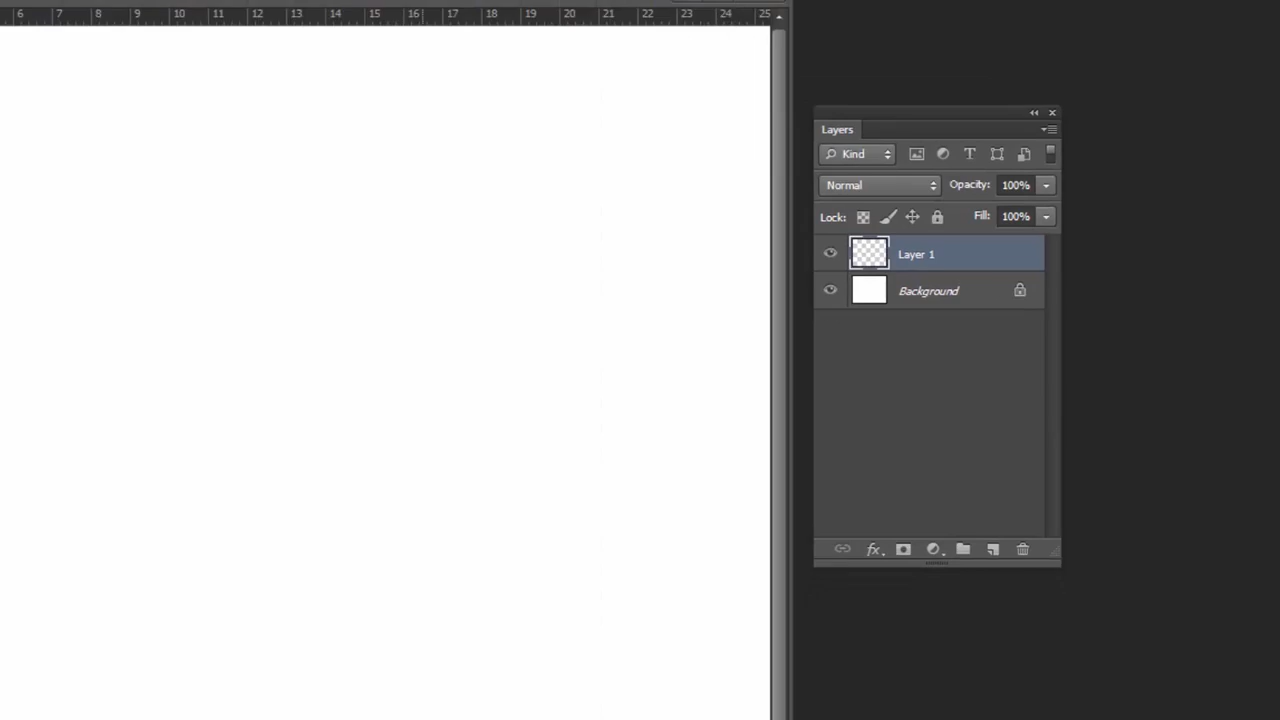 6 7 8 9 10 11 12 13 14 15 16 17 18 19 20 21 22 23 24 25
Layers
Kind
Normal Opacity: 100%
Lock: Fill: 100%
Layer 1
Background
fx